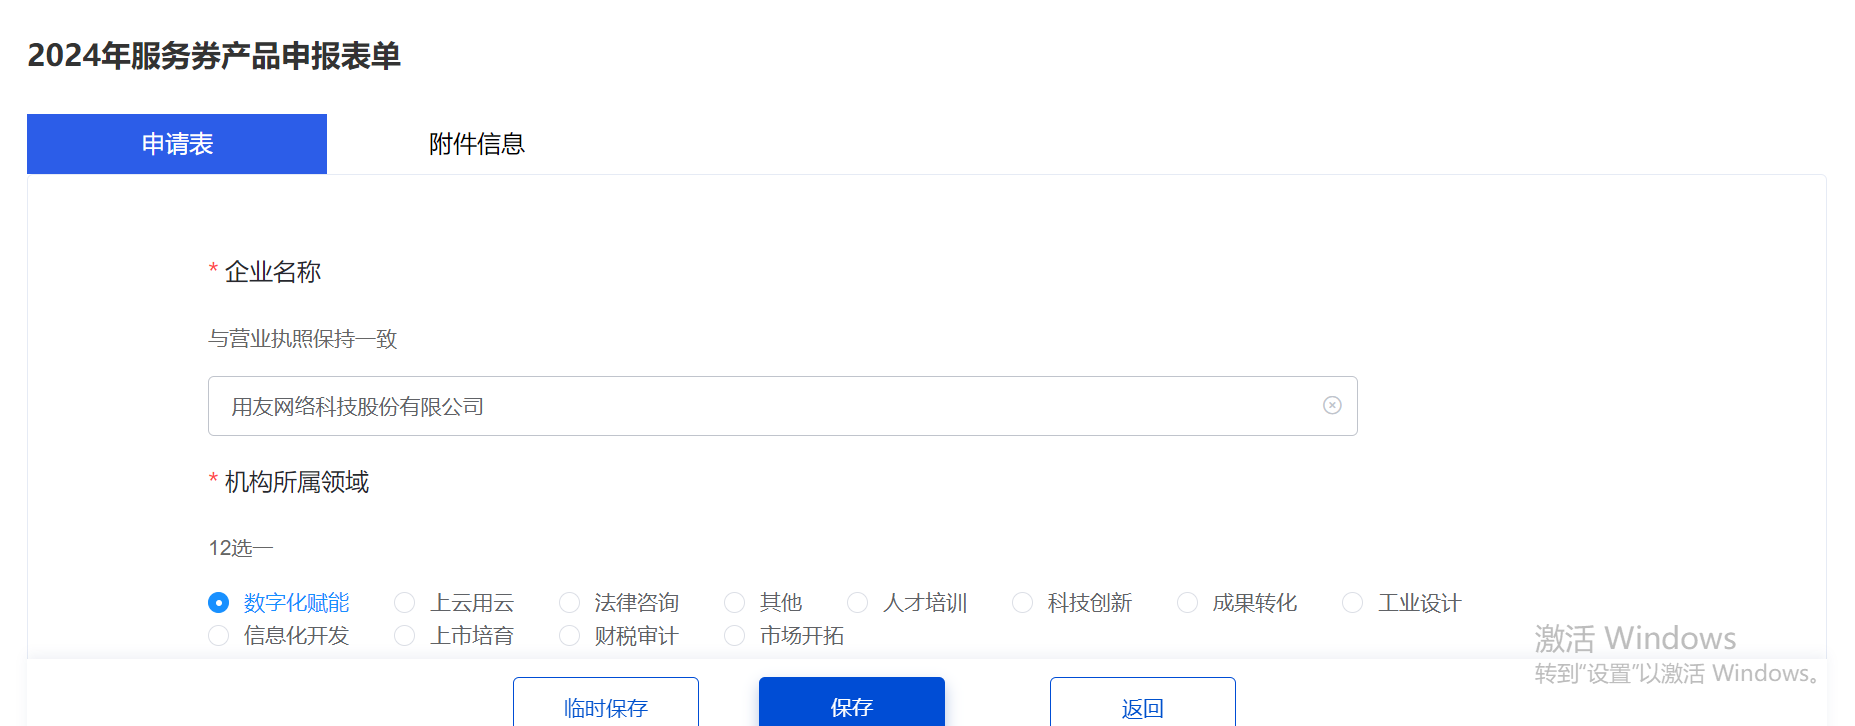 2024年服务券产品申报表单
申请表 附件信息
* 企业名称
与营业执照保持一致
用友网络科技股份有限公司
* 机构所属领域
12选一
数字化赋能 上云用云 法律咨询 其他 人才培训 科技创新 成果转化 工业设计
信息化开发 上市培育 财税审计 市场开拓
激活 Windows
转到"设置"以激活 Windows。
临时保存 保存 返回